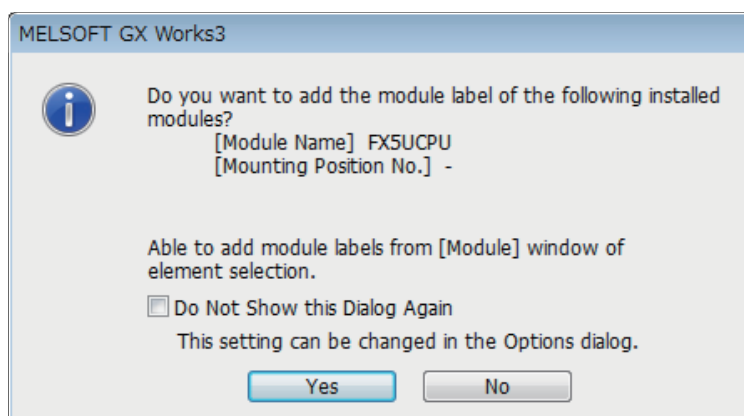 MELSOFT GX Works3
Do you want to add the module label of the following installed
modules?
[Module Name] FX5UCPU
[Mounting Position No.] -
Able to add module labels from [Module] window of
element selection.
Do Not Show this Dialog Again
This setting can be changed in the Options dialog.
Yes No